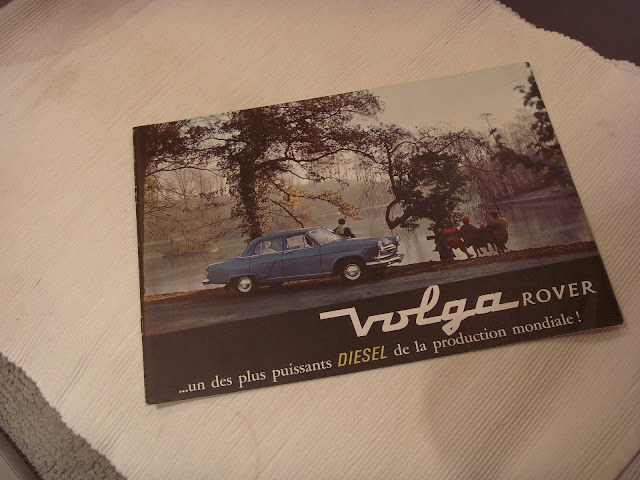 Volga ROVER
...un des plus puissants DIESEL de la production mondiale!